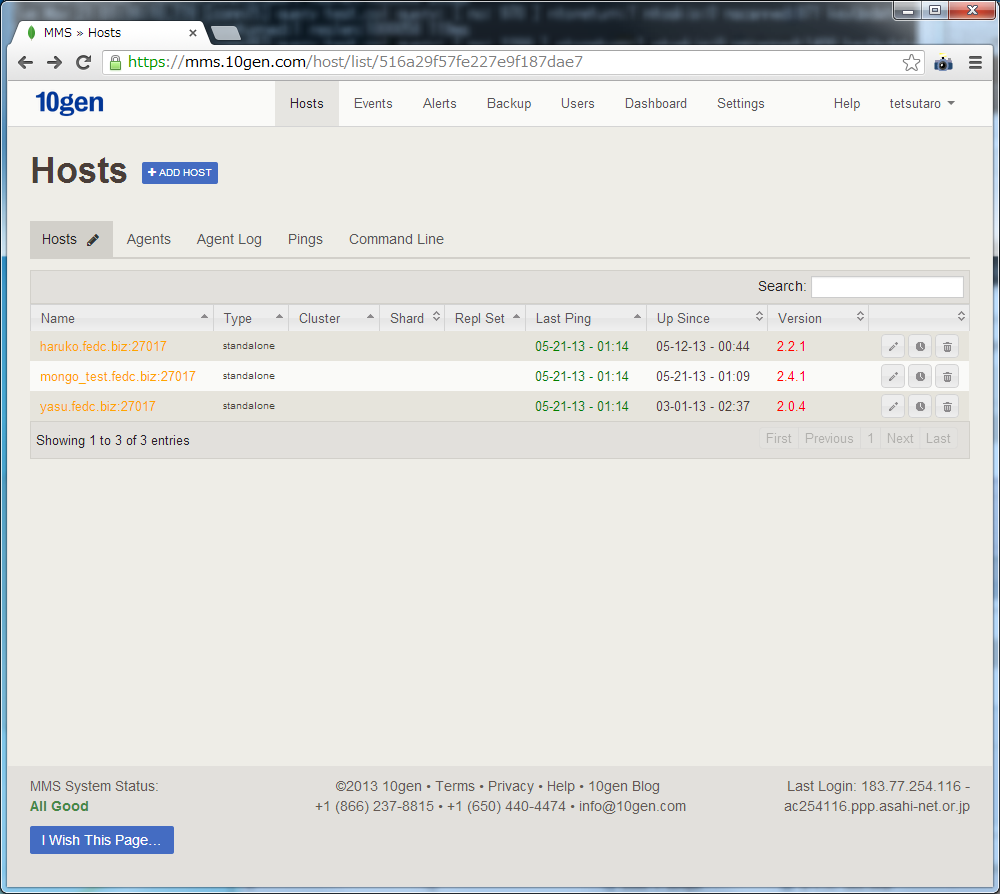 MMS » Hosts
https://mms.10gen.com/host/list/516a29f57fe227e9f187dae7
10gen Hosts Events Alerts Backup Users Dashboard Settings Help tetsutaro
Hosts + ADD HOST
Hosts Agents Agent Log Pings Command Line
Search:
Name Type Cluster Shard Repl Set Last Ping Up Since Version
haruko.fedc.biz:27017 standalone 05-21-13 - 01:14 05-12-13 - 00:44 2.2.1
mongo_test.fedc.biz:27017 standalone 05-21-13 - 01:14 05-21-13 - 01:09 2.4.1
yasu.fedc.biz:27017 standalone 05-21-13 - 01:14 03-01-13 - 02:37 2.0.4
Showing 1 to 3 of 3 entries First Previous 1 Next Last
MMS System Status: ©2013 10gen • Terms • Privacy • Help • 10gen Blog Last Login: 183.77.254.116 -
All Good +1 (866) 237-8815 • +1 (650) 440-4474 • info@10gen.com ac254116.ppp.asahi-net.or.jp
I Wish This Page...